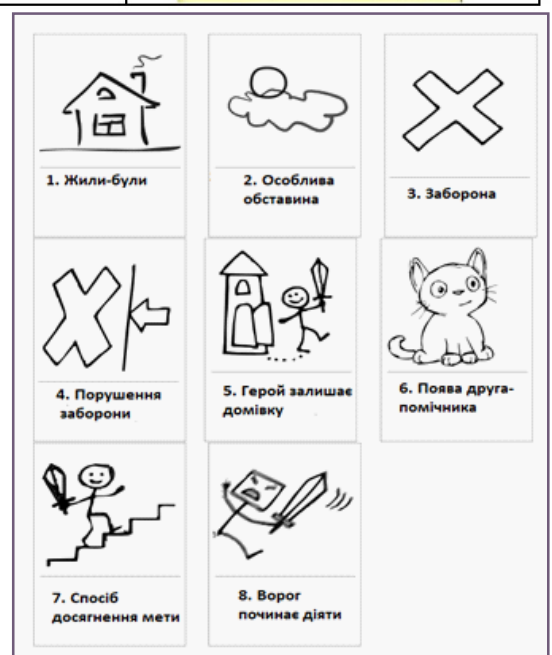 1. Жили-були
2. Особлива
обставина
3. Заборона
4. Порушення
заборони
5. Герой залишає
домівку
6. Поява друга-
помічника
7. Спосіб
досягнення мети
8. Ворог
починає діяти